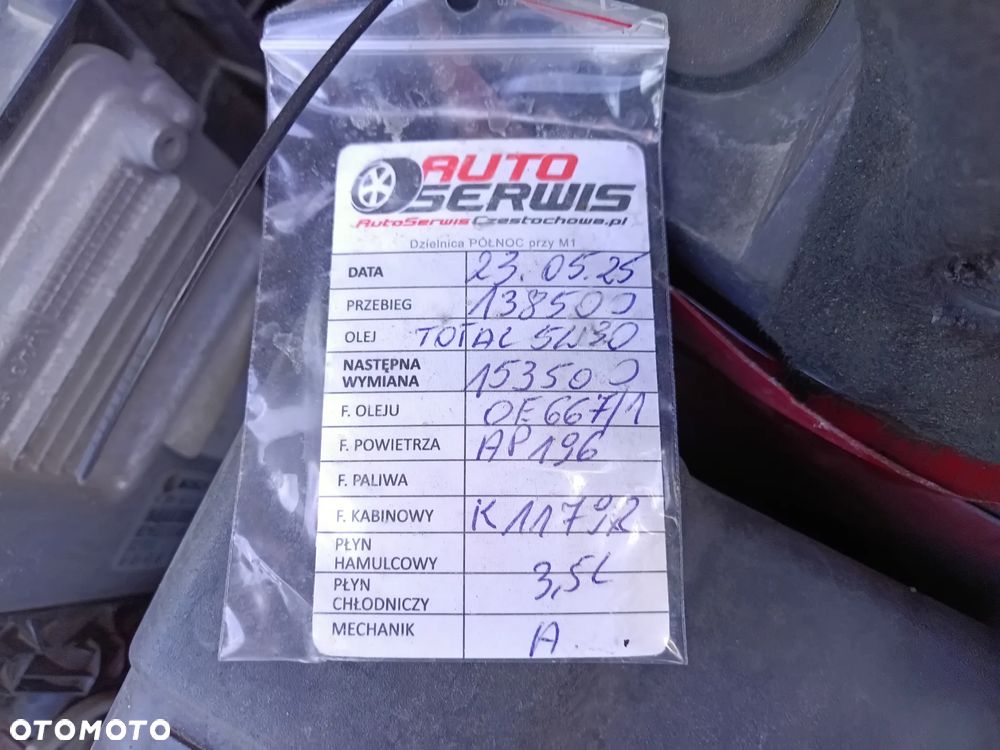 AUTO
SERWIS
AutoSerwisCzestochowa.pl
Dzielnica PÓŁNOC przy M1
DATA 23.05.25
PRZEBIEG 138500
OLEJ TOTAL 5W30
NASTĘPNA
WYMIANA 153500
F. OLEJU OE667/1
F. POWIETRZA AP196
F. PALIWA
F. KABINOWY
PŁYN
HAMULCOWY
3,5L
PŁYN
CHŁODNICZY
MECHANIK A.
OTOMOTO